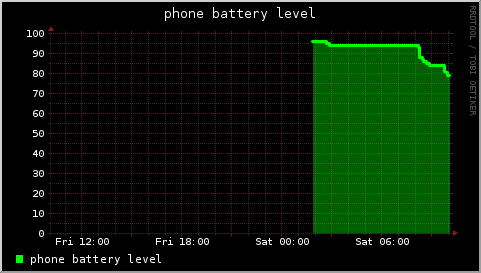 phone battery level
100
90
80
70
60
50
40
30
20
10
0
Fri 12:00 Fri 18:00 Sat 00:00 Sat 06:00
phone battery level
RRDTOOL / TOBI OETIKER